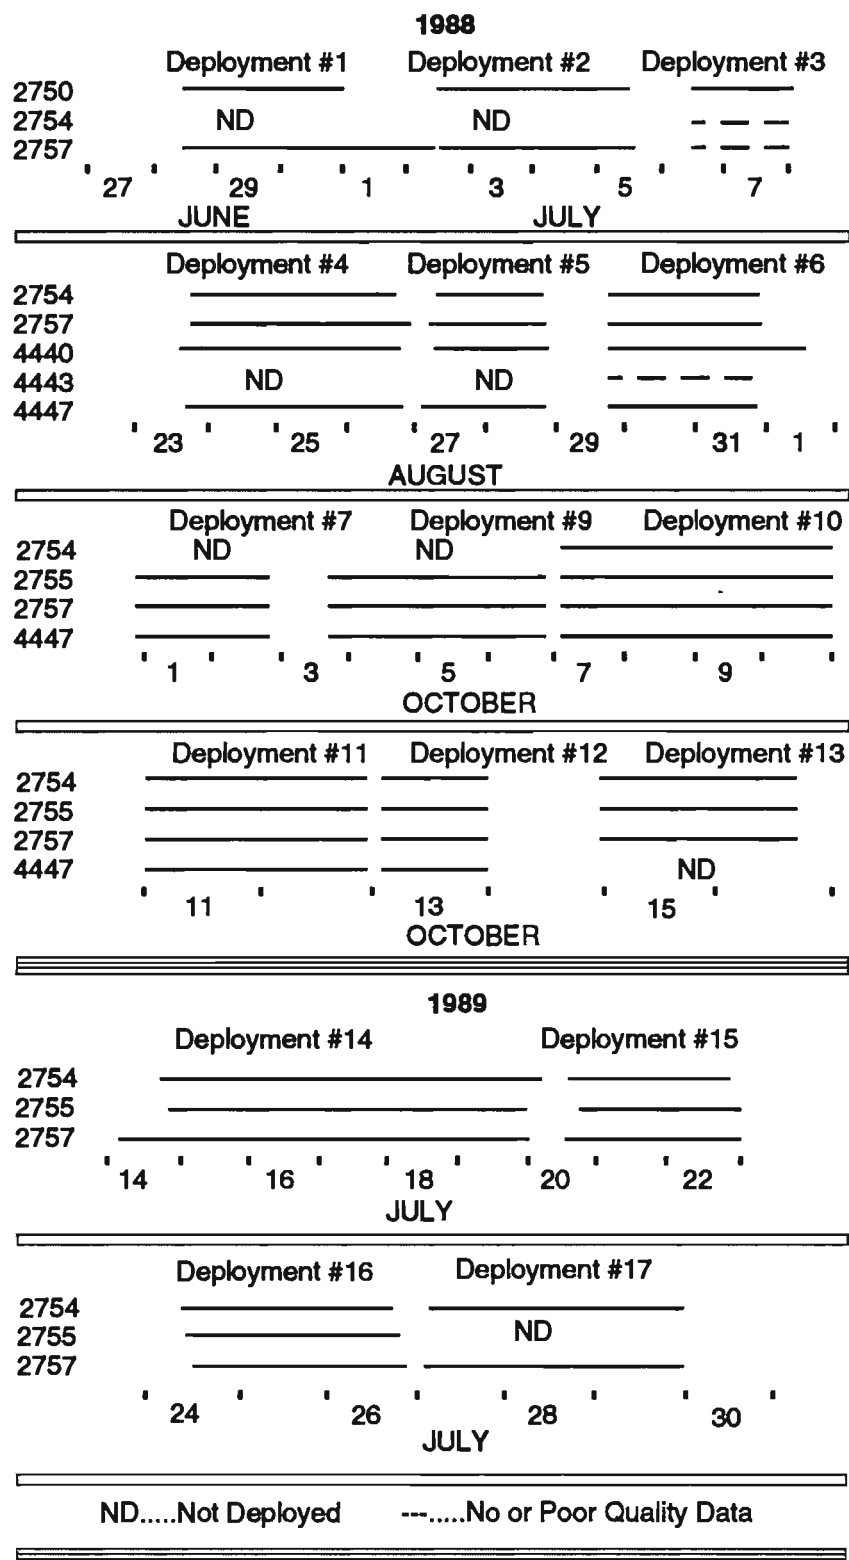 1988
Deployment #1 Deployment #2 Deployment #3
2750
2754 ND ND
2757
27 29 1 3 5 7
JUNE JULY
Deployment #4 Deployment #5 Deployment #6
2754
2757
4440
4443 ND ND
4447
23 25 27 29 31 1
AUGUST
Deployment #7 Deployment #9 Deployment #10
2754 ND ND
2755
2757
4447
1 3 5 7 9
OCTOBER
Deployment #11 Deployment #12 Deployment #13
2754
2755
2757
4447 ND
11 13 15
OCTOBER
1989
Deployment #14 Deployment #15
2754
2755
2757
14 16 18 20 22
JULY
Deployment #16 Deployment #17
2754
2755 ND
2757
24 26 28 30
JULY
ND.....Not Deployed ---.....No or Poor Quality Data